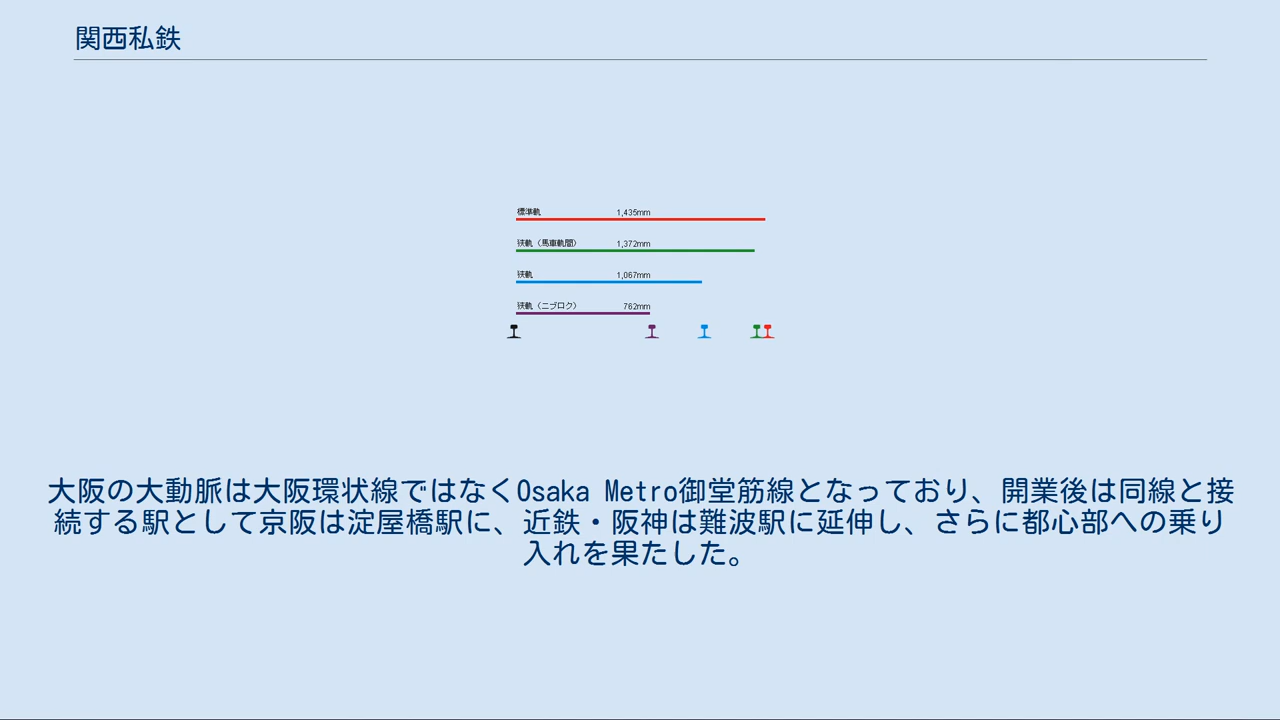 関西私鉄
標準軌 1,435mm
狭軌（馬車軌間） 1,372mm
狭軌 1,067mm
狭軌（ニブロク） 762mm
大阪の大動脈は大阪環状線ではなくOsaka Metro御堂筋線となっており、開業後は同線と接
続する駅として京阪は淀屋橋駅に、近鉄・阪神は難波駅に延伸し、さらに都心部への乗り
入れを果たした。